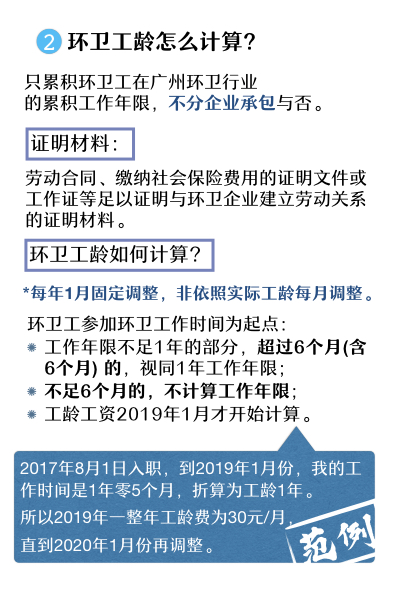 2 环卫工龄怎么计算？
只累积环卫工在广州环卫行业
的累积工作年限，不分企业承包与否。
证明材料：
劳动合同、缴纳社会保险费用的证明文件或
工作证等足以证明与环卫企业建立劳动关系
的证明材料。
环卫工龄如何计算？
*每年1月固定调整，非依照实际工龄每月调整。
环卫工参加环卫工作时间为起点：
工作年限不足1年的部分，超过6个月(含
6个月) 的，视同1年工作年限；
不足6个月的，不计算工作年限；
工龄工资2019年1月才开始计算。
2017年8月1日入职，到2019年1月份，我的工
作时间是1年零5个月，折算为工龄1年。
所以2019年一整年工龄费为30元/月，
直到2020年1月份再调整。
范例